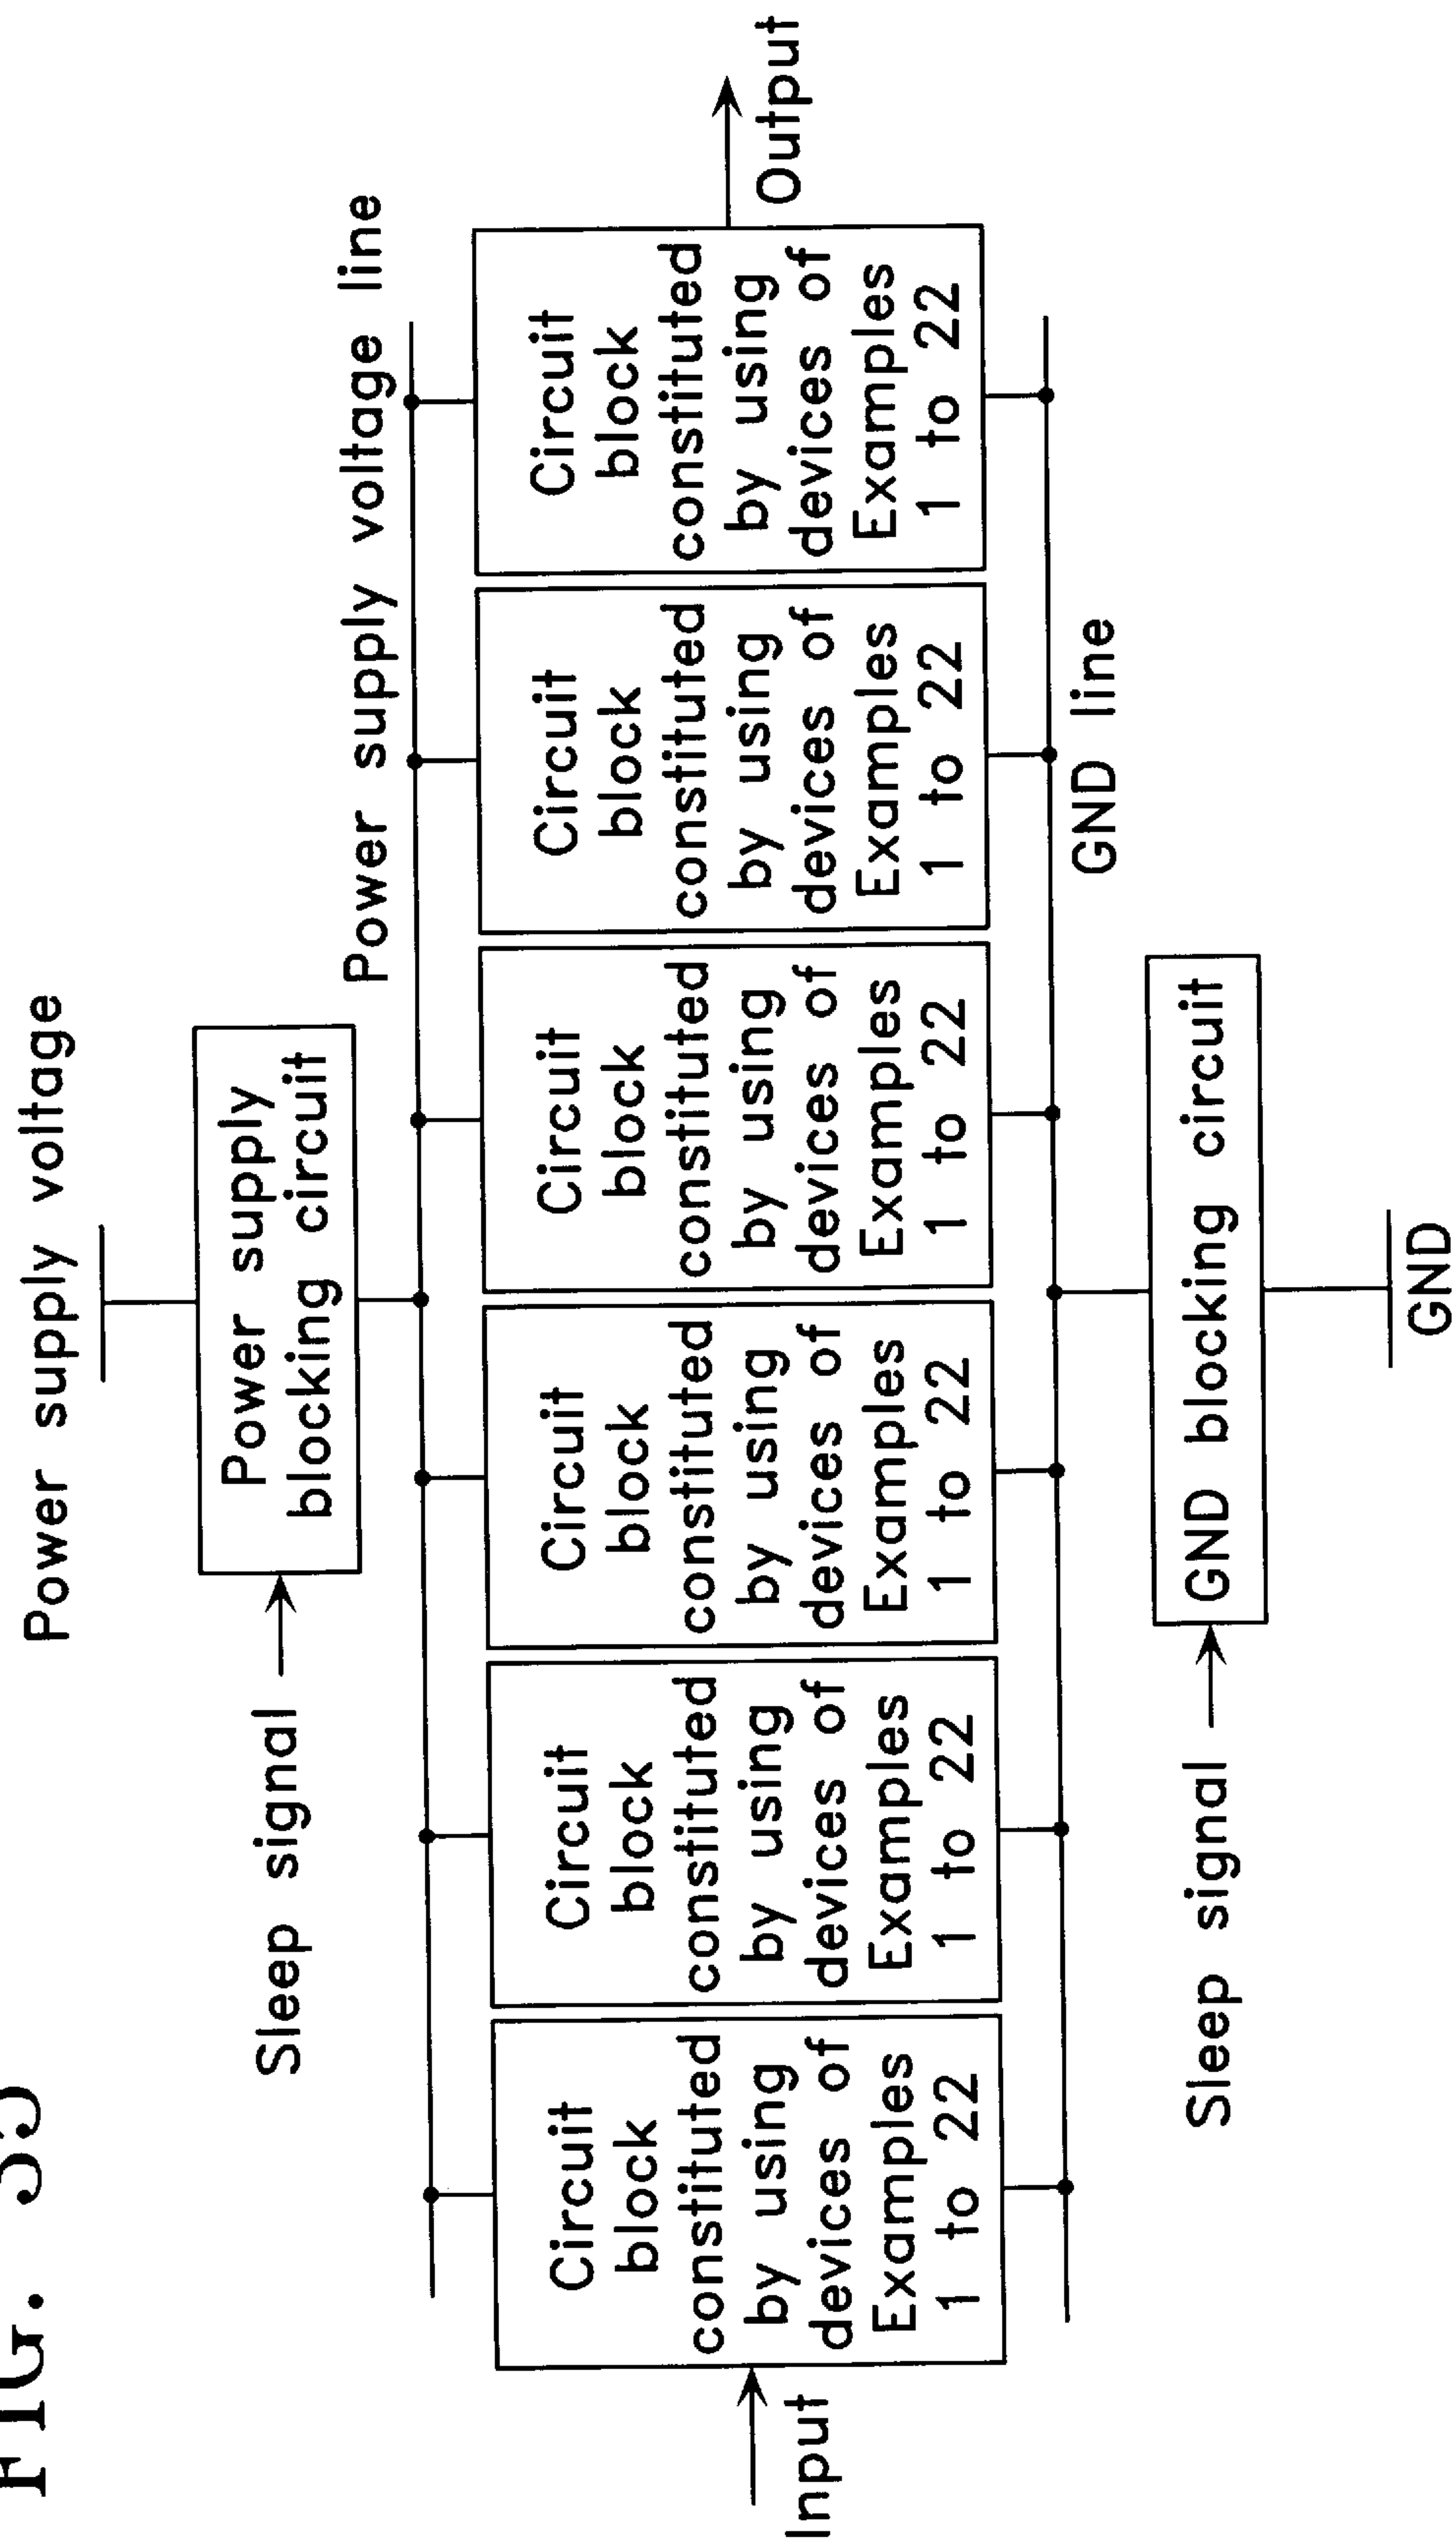 FIG. 35
Power supply voltage
Sleep signal
Power supply
blocking circuit
Power supply voltage line
Input
Circuit
block
constituted
by using
devices of
Examples
1 to 22
Circuit
block
constituted
by using
devices of
Examples
1 to 22
Circuit
block
constituted
by using
devices of
Examples
1 to 22
Circuit
block
constituted
by using
devices of
Examples
1 to 22
Circuit
block
constituted
by using
devices of
Examples
1 to 22
Circuit
block
constituted
by using
devices of
Examples
1 to 22
Output
GND line
Sleep signal
GND blocking circuit
GND